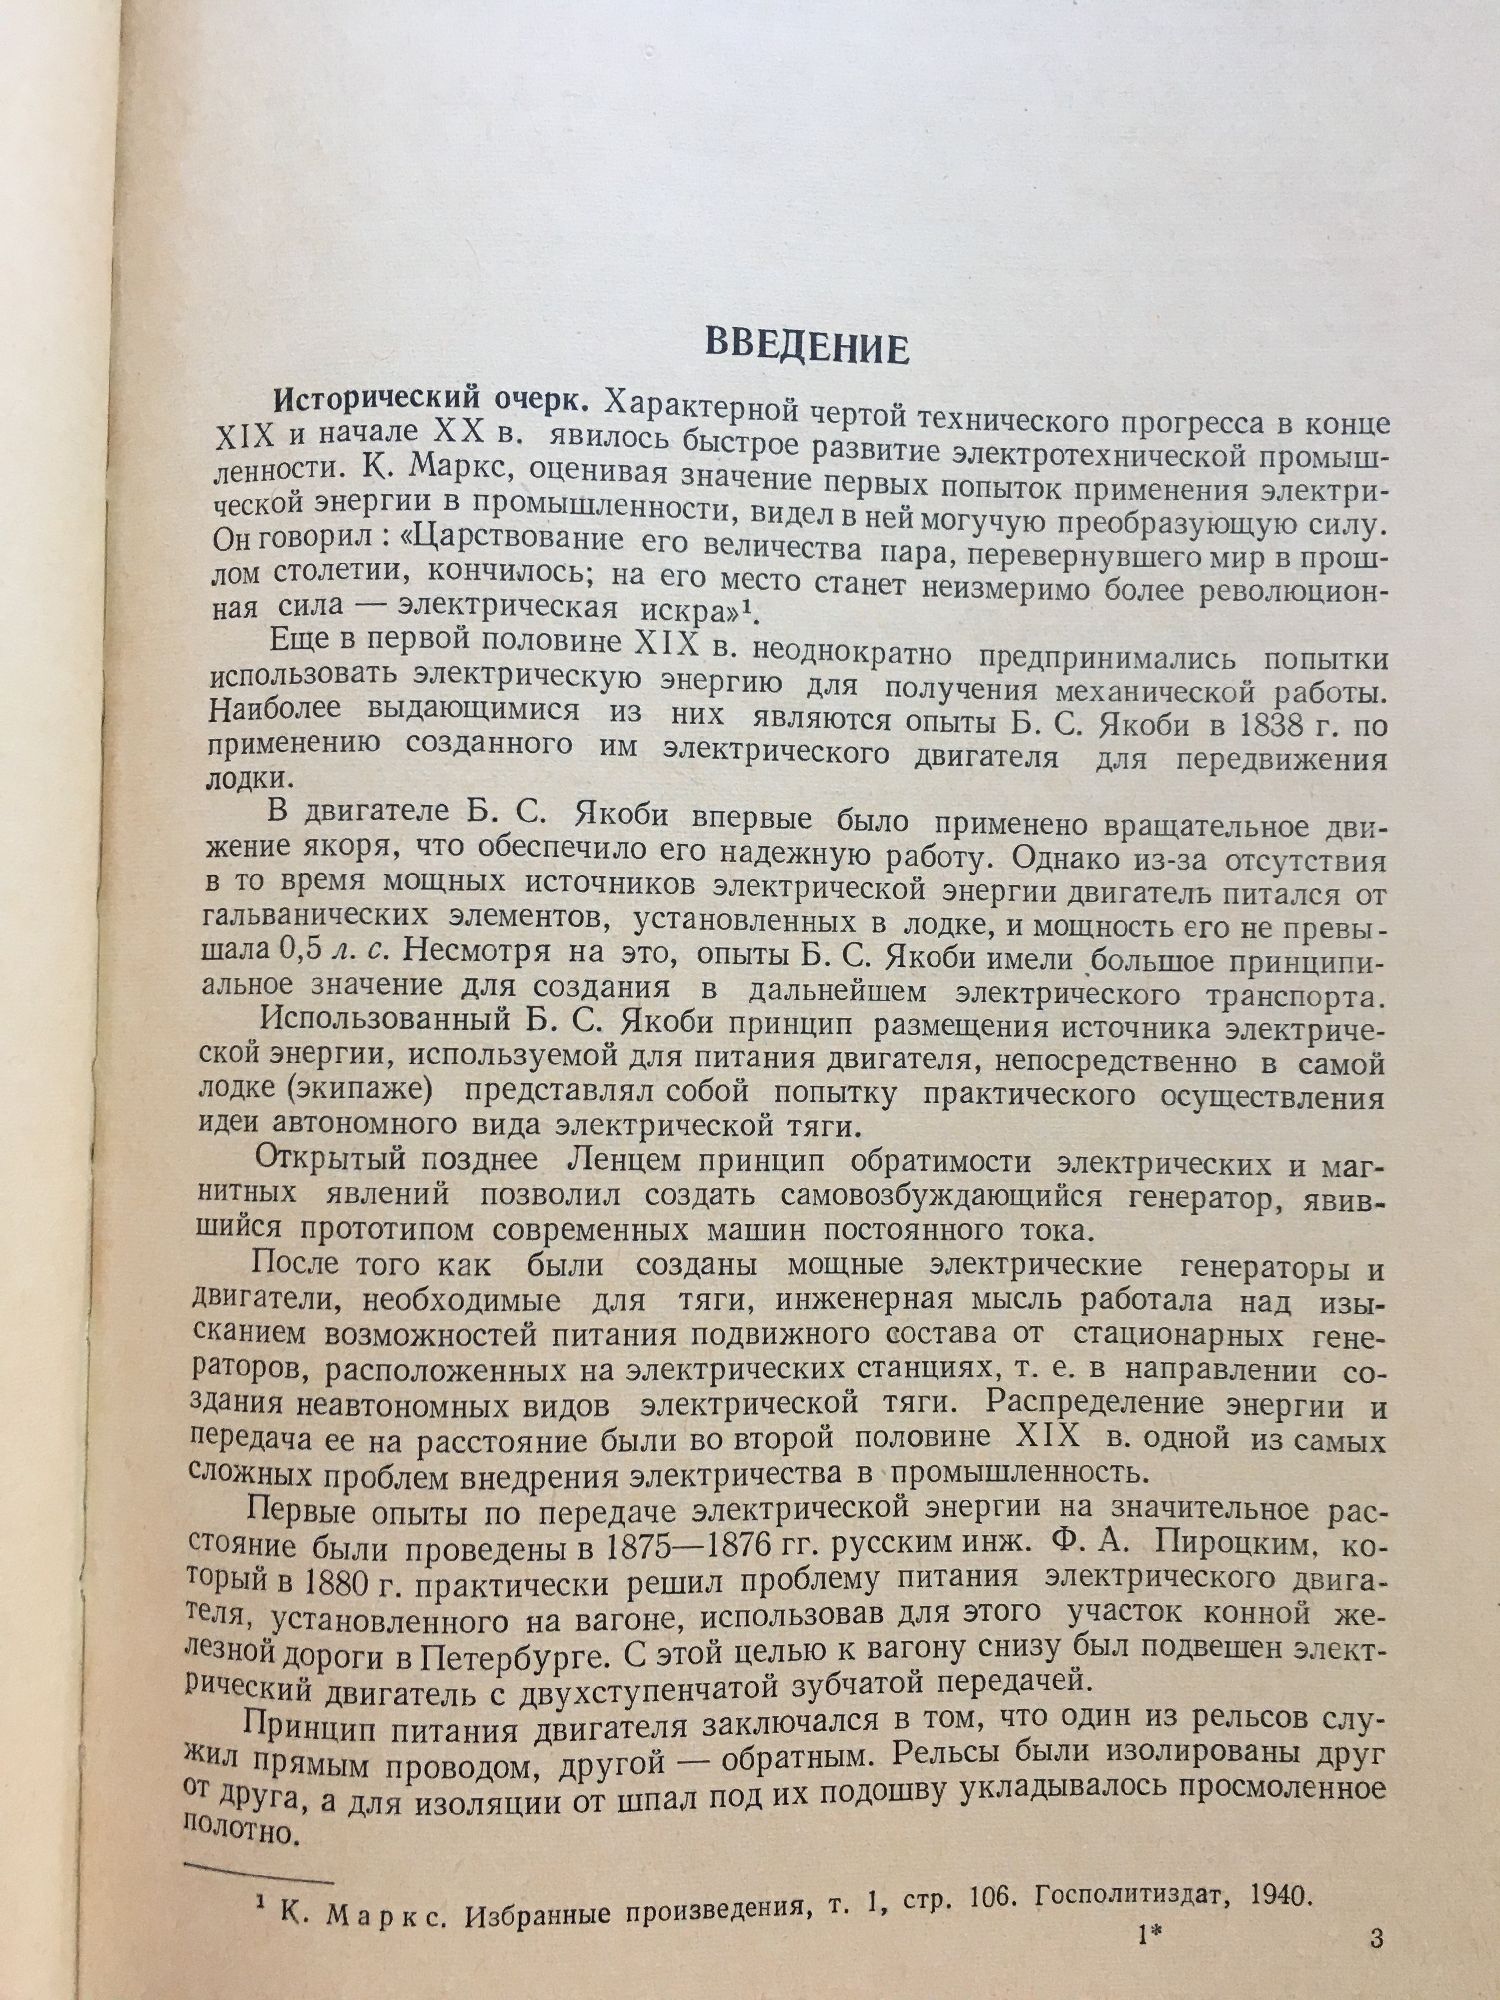 ВВЕДЕНИЕ
Исторический очерк. Характерной чертой технического прогресса в конце
XIX и начале XX в. явилось быстрое развитие электротехнической промыш-
ленности. К. Маркс, оценивая значение первых попыток применения электри-
ческой энергии в промышленности, видел в ней могучую преобразующую силу.
Он говорил : «Царствование его величества пара, перевернувшего мир в прош-
лом столетии, кончилось; на его место станет неизмеримо более революцион-
ная сила — электрическая искра»¹.
Еще в первой половине XIX в. неоднократно предпринимались попытки
использовать электрическую энергию для получения механической работы.
Наиболее выдающимися из них являются опыты Б. С. Якоби в 1838 г. по
применению созданного им электрического двигателя для передвижения
лодки.
В двигателе Б. С. Якоби впервые было применено вращательное дви-
жение якоря, что обеспечило его надежную работу. Однако из-за отсутствия
в то время мощных источников электрической энергии двигатель питался от
гальванических элементов, установленных в лодке, и мощность его не превы-
шала 0,5 л. с. Несмотря на это, опыты Б. С. Якоби имели большое принципи-
альное значение для создания в дальнейшем электрического транспорта.
Использованный Б. С. Якоби принцип размещения источника электриче-
ской энергии, используемой для питания двигателя, непосредственно в самой
лодке (экипаже) представлял собой попытку практического осуществления
идеи автономного вида электрической тяги.
Открытый позднее Ленцем принцип обратимости электрических и маг-
нитных явлений позволил создать самовозбуждающийся генератор, явив-
шийся прототипом современных машин постоянного тока.
После того как были созданы мощные электрические генераторы и
двигатели, необходимые для тяги, инженерная мысль работала над изы-
сканием возможностей питания подвижного состава от стационарных гене-
раторов, расположенных на электрических станциях, т. е. в направлении со-
здания неавтономных видов электрической тяги. Распределение энергии и
передача ее на расстояние были во второй половине XIX в. одной из самых
сложных проблем внедрения электричества в промышленность.
Первые опыты по передаче электрической энергии на значительное рас-
стояние были проведены в 1875—1876 гг. русским инж. Ф. А. Пироцким, ко-
торый в 1880 г. практически решил проблему питания электрического двига-
теля, установленного на вагоне, использовав для этого участок конной же-
лезной дороги в Петербурге. С этой целью к вагону снизу был подвешен элект-
рический двигатель с двухступенчатой зубчатой передачей.
Принцип питания двигателя заключался в том, что один из рельсов слу-
жил прямым проводом, другой — обратным. Рельсы были изолированы друг
от друга, а для изоляции от шпал под их подошву укладывалось просмоленное
полотно.
¹ К. Маркс. Избранные произведения, т. 1, стр. 106. Госполитиздат, 1940.
1* 3